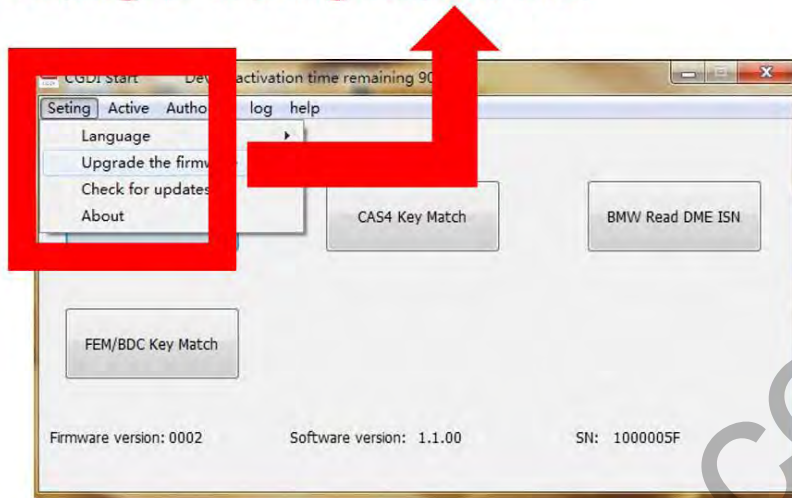 CGDI Start
activation time remaining 90
Seting Active log help
Language
Upgrade the
Check for updates
About
CAS4 Key Match BMW Read DME ISN
FEM/BDC Key Match
Firmware version: 0002 Software version: 1.1.00 SN: 1000005F